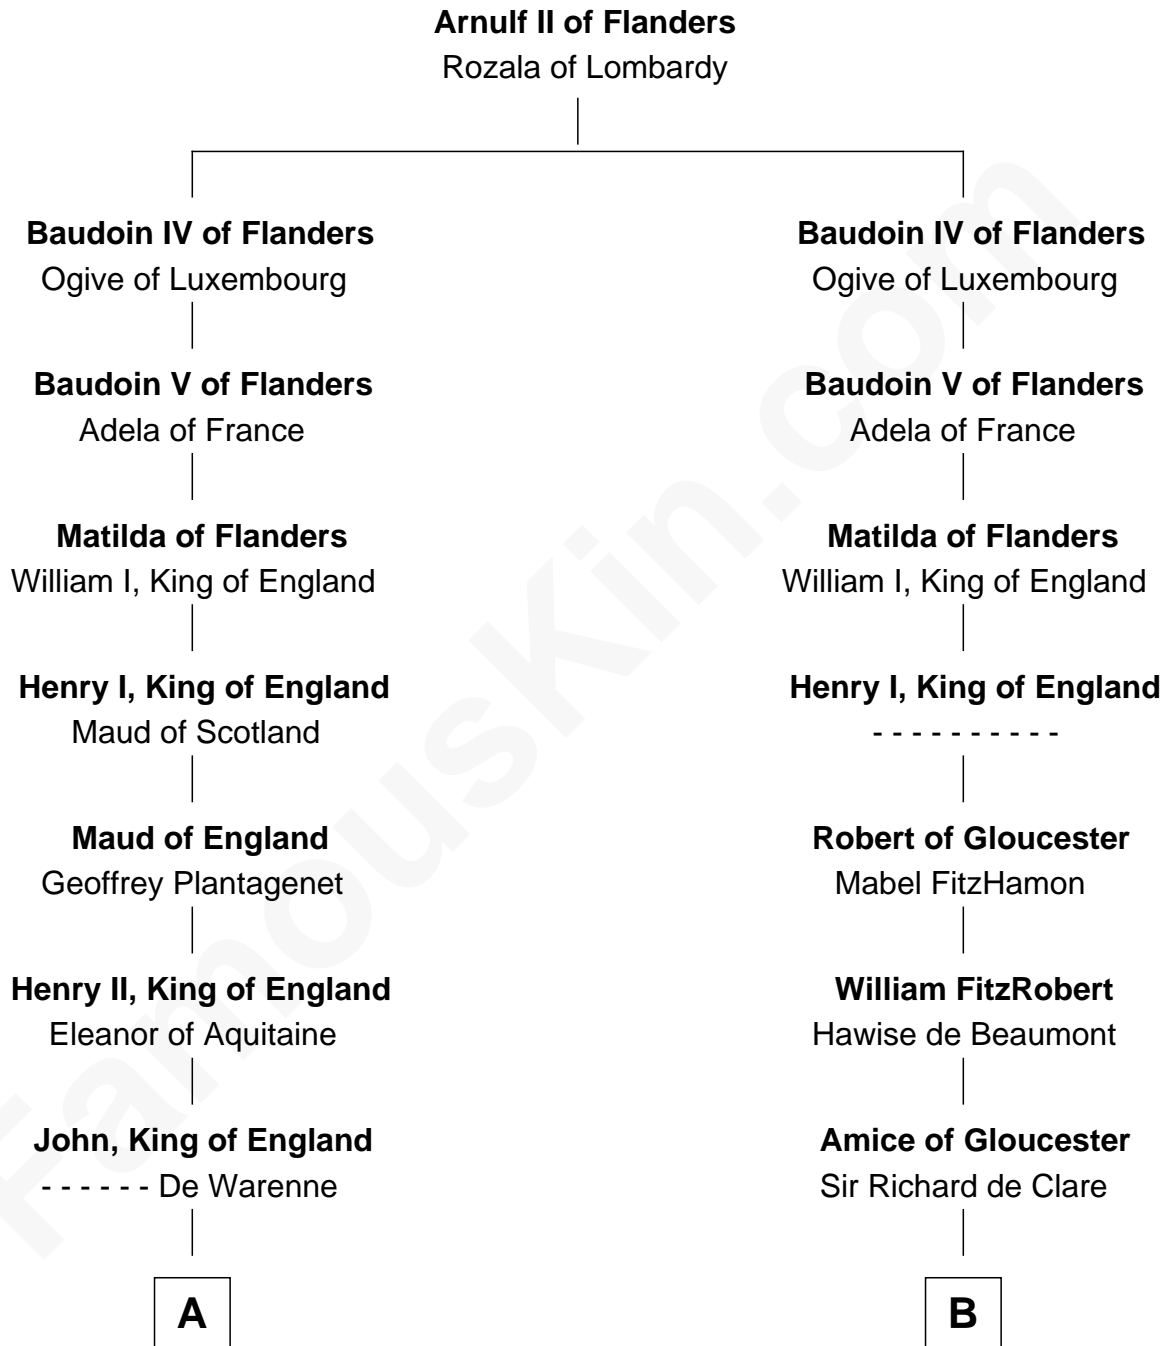 Arnulf II of Flanders
Rozala of Lombardy
Baudoin IV of Flanders
Ogive of Luxembourg
Baudoin V of Flanders
Adela of France
Matilda of Flanders
William I, King of England
Henry I, King of England
Maud of Scotland
Maud of England
Geoffrey Plantagenet
Henry II, King of England
Eleanor of Aquitaine
John, King of England
- - - - - - De Warenne
A
Baudoin IV of Flanders
Ogive of Luxembourg
Baudoin V of Flanders
Adela of France
Matilda of Flanders
William I, King of England
Henry I, King of England
- - - - - - - - - -
Robert of Gloucester
Mabel FitzHamon
William FitzRobert
Hawise de Beaumont
Amice of Gloucester
Sir Richard de Clare
B
FamousKin.com